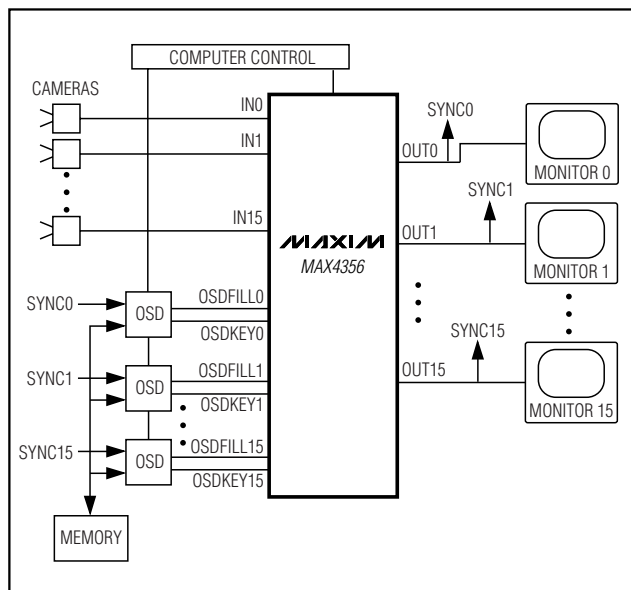 COMPUTER CONTROL
CAMERAS
IN0
IN1
IN15
SYNC0
OUT0
MONITOR 0
SYNC1
OUT1
MONITOR 1
MAXIM
MAX4356
SYNC15
OUT15
MONITOR 15
SYNC0
OSD
OSDFILL0
OSDKEY0
SYNC1
OSD
OSDFILL1
OSDKEY1
SYNC15
OSD
OSDFILL15
OSDKEY15
MEMORY